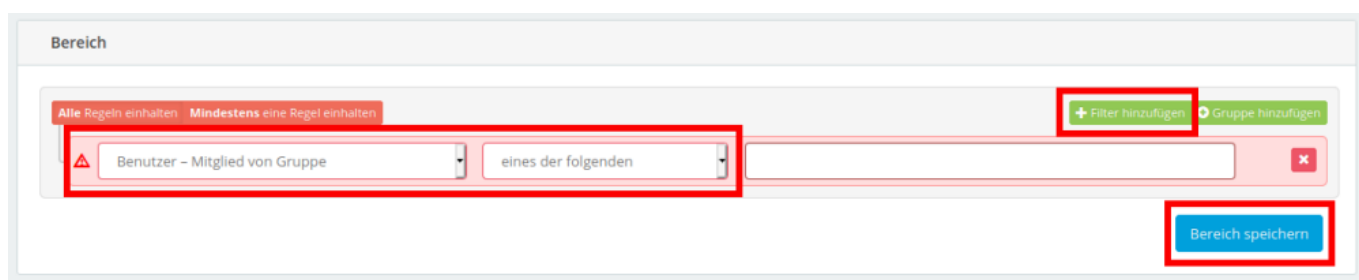 Bereich
Alle Regeln einhalten Mindestens eine Regel einhalten
Filter hinzufügen Gruppe hinzufügen
Benutzer – Mitglied von Gruppe eines der folgenden
Bereich speichern